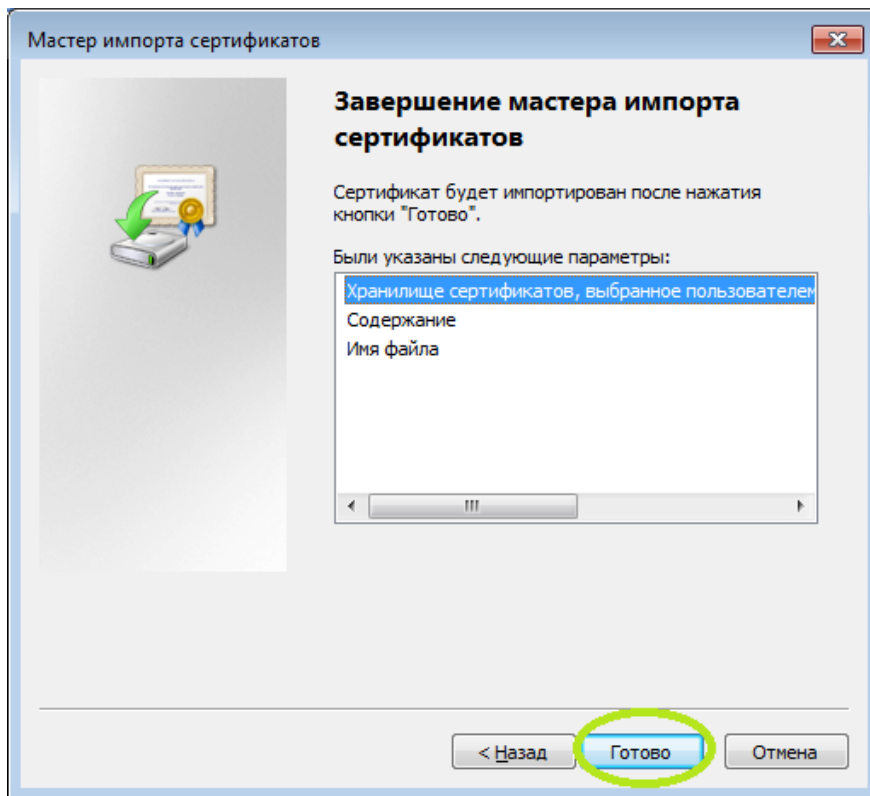 Мастер импорта сертификатов
Завершение мастера импорта
сертификатов
Сертификат будет импортирован после нажатия
кнопки "Готово".
Были указаны следующие параметры:
Хранилище сертификатов, выбранное пользователем
Содержание
Имя файла
< Назад
Готово
Отмена